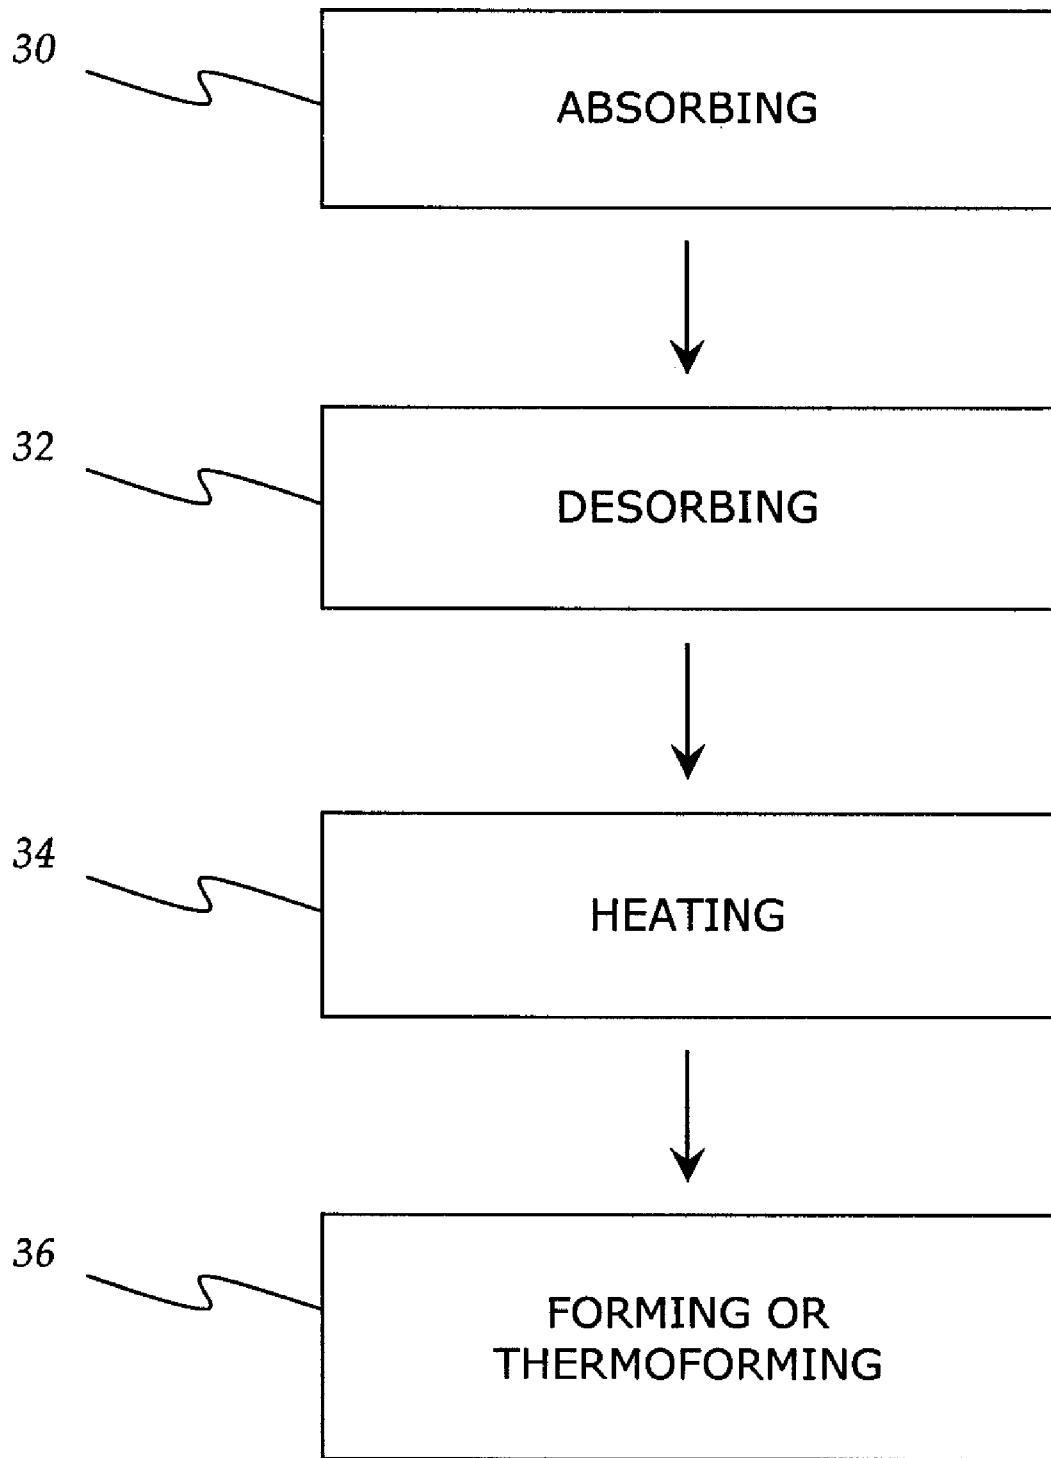 30
ABSORBING
32
DESORBING
34
HEATING
36
FORMING OR
THERMOFORMING